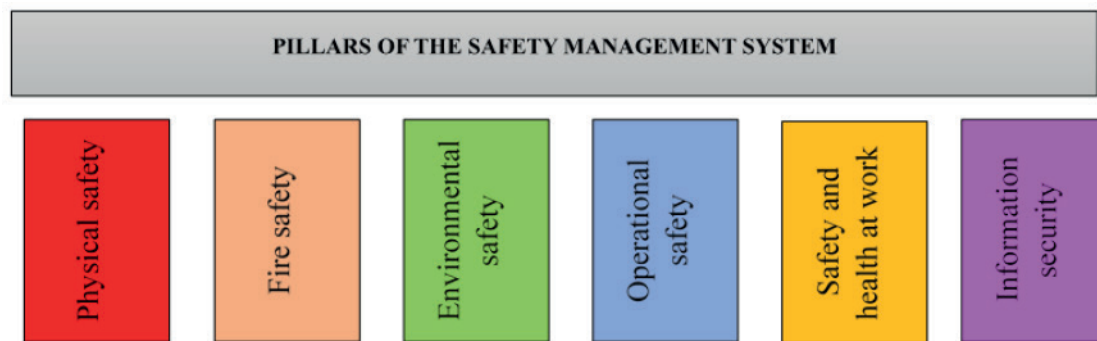 PILLARS OF THE SAFETY MANAGEMENT SYSTEM
Physical safety
Fire safety
Environmental
safety
Operational
safety
Safety and
health at work
Information
security